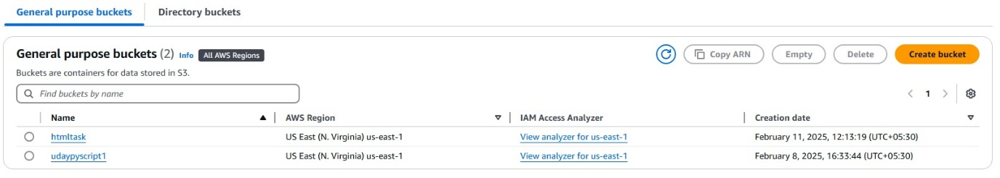 General purpose buckets Directory buckets
General purpose buckets (2) Info All AWS Regions Copy ARN Empty Delete Create bucket
Buckets are containers for data stored in S3.
Find buckets by name 1
Name AWS Region IAM Access Analyzer Creation date
htmltask US East (N. Virginia) us-east-1 View analyzer for us-east-1 February 11, 2025, 12:13:19 (UTC+05:30)
udaypyscript1 US East (N. Virginia) us-east-1 View analyzer for us-east-1 February 8, 2025, 16:33:44 (UTC+05:30)